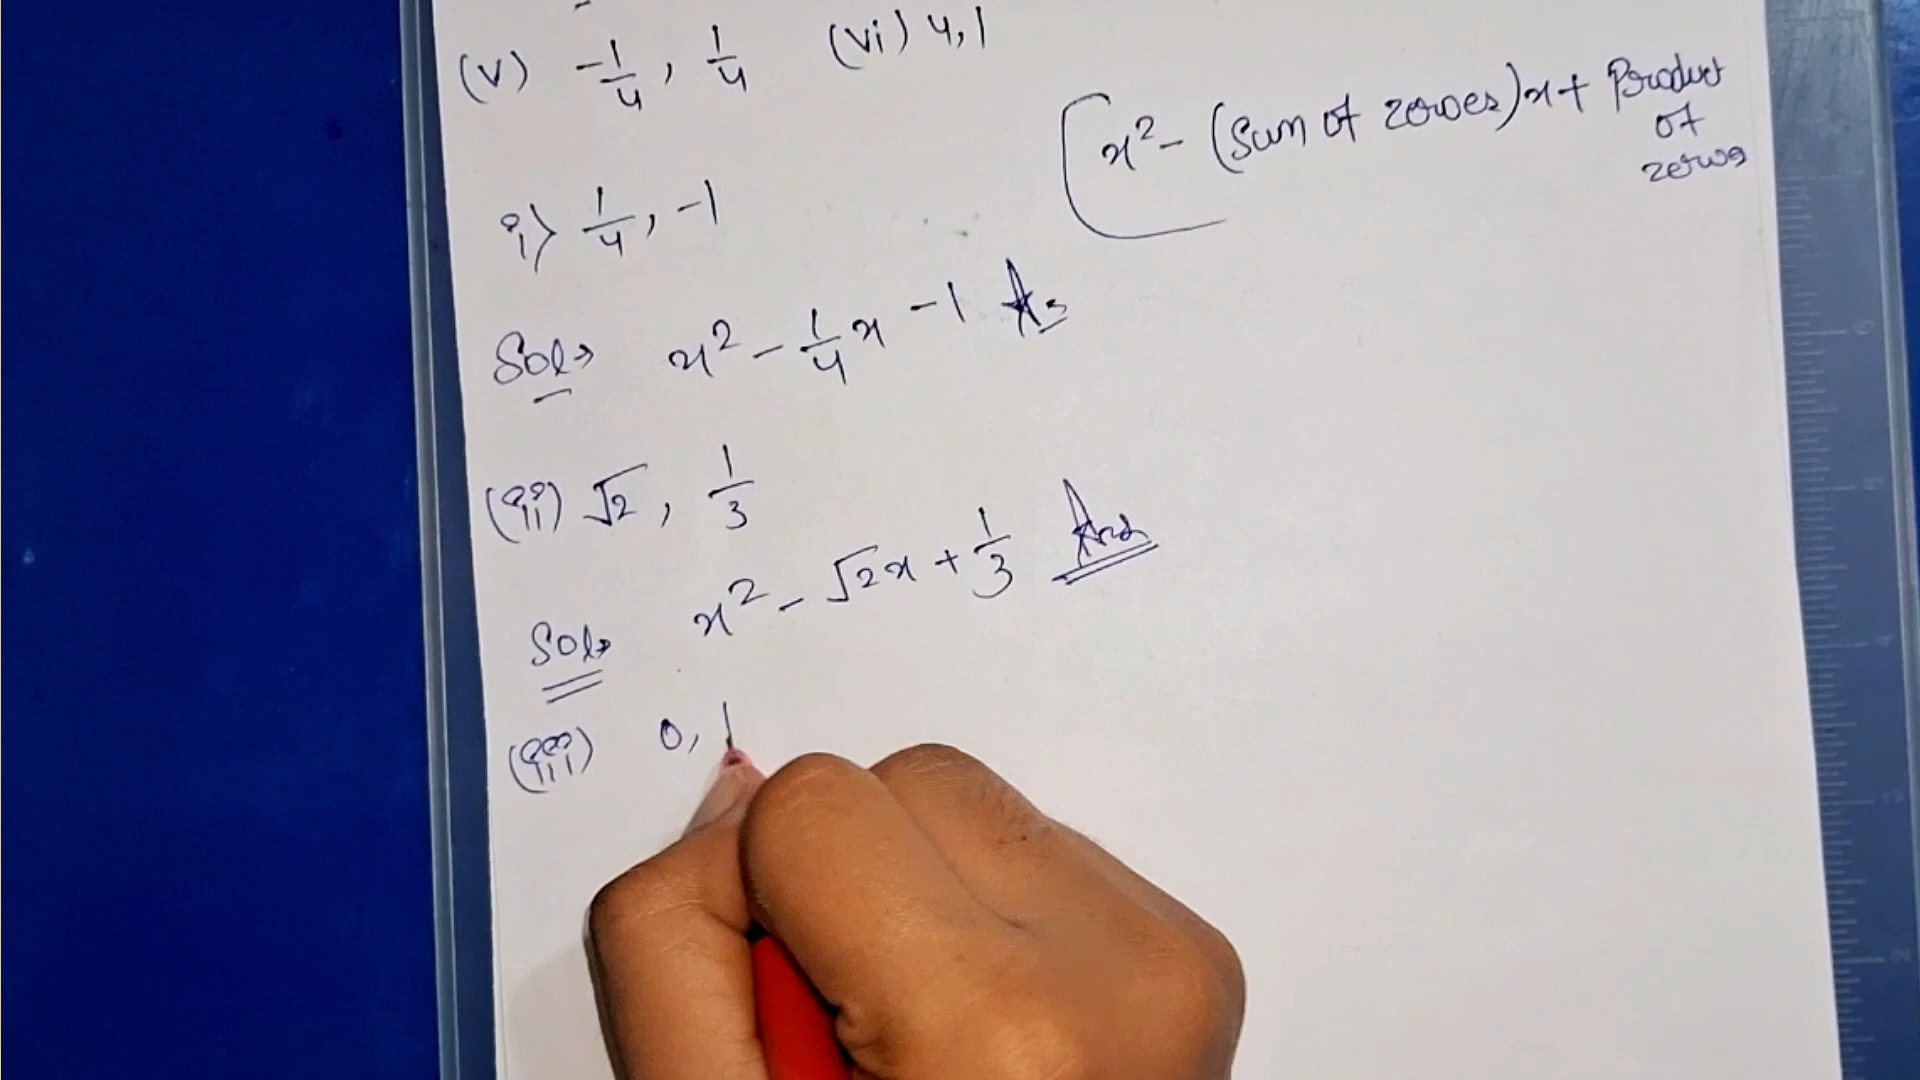 (v) -1/4, 1/4 (vi) 4,1
x² - (Sum of zeroes)x + Product of zeroes
i) 1/4, -1
Sol→ x² - 1/4 x - 1 As
(ii) √2, 1/3
Sol→ x² - √2x + 1/3 Ans
(iii) 0, 1